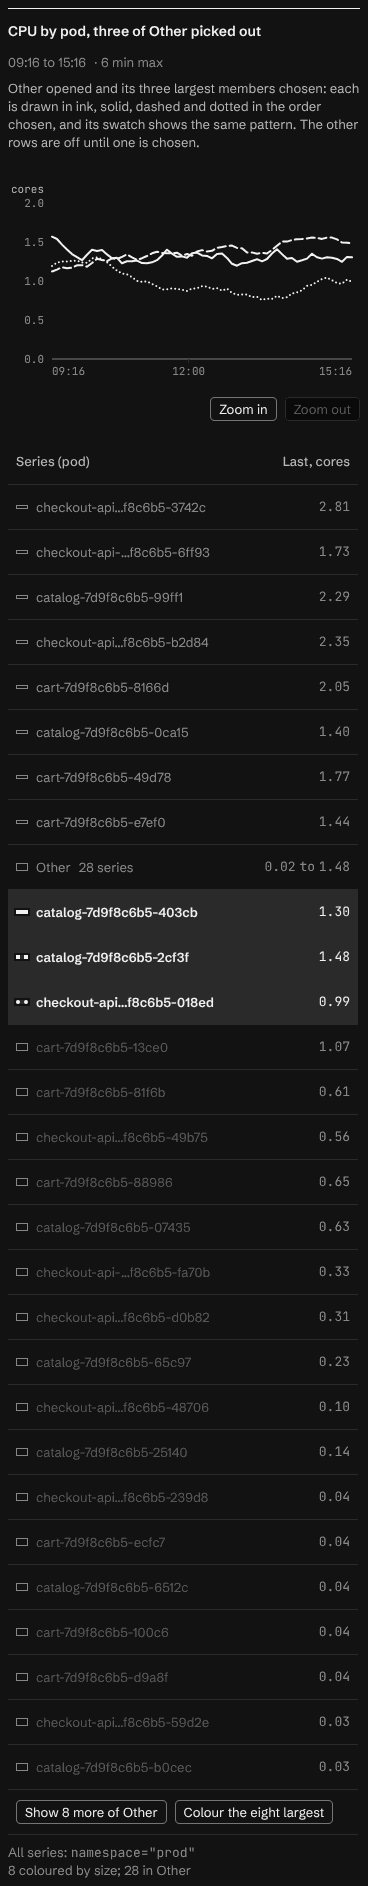 CPU by pod, three of Other picked out
09:16 to 15:16 · 6 min max
Other opened and its three largest members chosen: each
is drawn in ink, solid, dashed and dotted in the order
chosen, and its swatch shows the same pattern. The other
rows are off until one is chosen.
cores
2.0
1.5
1.0
0.5
0.0
09:16 12:00 15:16
Zoom in Zoom out
Series (pod) Last, cores
checkout-api…f8c6b5-3742c 2.81
checkout-api-…f8c6b5-6ff93 1.73
catalog-7d9f8c6b5-99ff1 2.29
checkout-api…f8c6b5-b2d84 2.35
cart-7d9f8c6b5-8166d 2.05
catalog-7d9f8c6b5-0ca15 1.40
cart-7d9f8c6b5-49d78 1.77
cart-7d9f8c6b5-e7ef0 1.44
Other 28 series 0.02 to 1.48
catalog-7d9f8c6b5-403cb 1.30
catalog-7d9f8c6b5-2cf3f 1.48
checkout-api…f8c6b5-018ed 0.99
cart-7d9f8c6b5-13ce0 1.07
cart-7d9f8c6b5-81f6b 0.61
checkout-api…f8c6b5-49b75 0.56
cart-7d9f8c6b5-88986 0.65
catalog-7d9f8c6b5-07435 0.63
checkout-api-…f8c6b5-fa70b 0.33
checkout-api…f8c6b5-d0b82 0.31
catalog-7d9f8c6b5-65c97 0.23
checkout-api…f8c6b5-48706 0.10
catalog-7d9f8c6b5-25140 0.14
checkout-api…f8c6b5-239d8 0.04
cart-7d9f8c6b5-ecfc7 0.04
catalog-7d9f8c6b5-6512c 0.04
cart-7d9f8c6b5-100c6 0.04
cart-7d9f8c6b5-d9a8f 0.04
checkout-api…f8c6b5-59d2e 0.03
catalog-7d9f8c6b5-b0cec 0.03
Show 8 more of Other Colour the eight largest
All series: namespace="prod"
8 coloured by size; 28 in Other